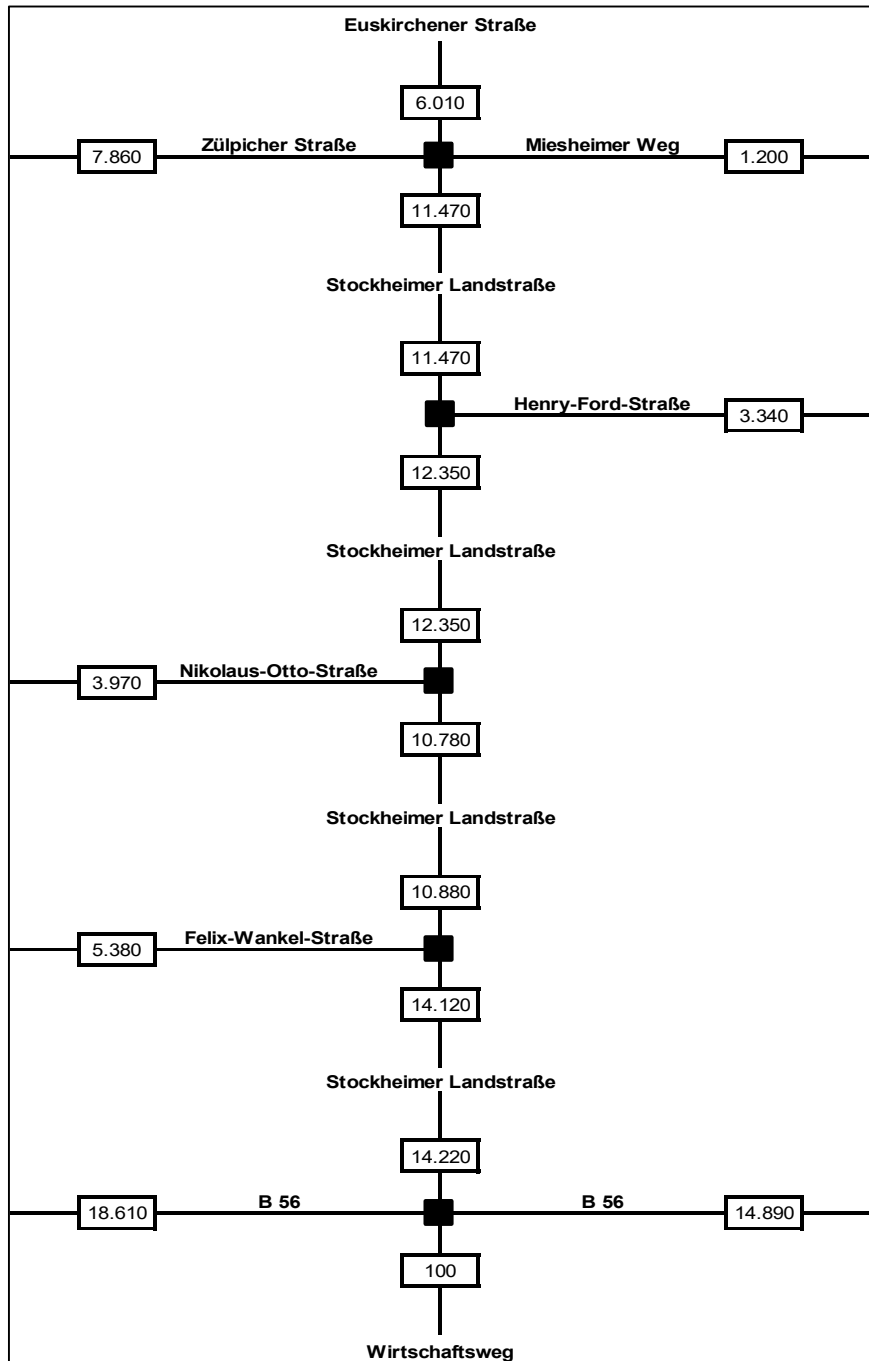 Euskirchener Straße
6.010
Zülpicher Straße
Miesheimer Weg
7.860
1.200
11.470
Stockheimer Landstraße
11.470
Henry-Ford-Straße
3.340
12.350
Stockheimer Landstraße
12.350
Nikolaus-Otto-Straße
3.970
10.780
Stockheimer Landstraße
10.880
Felix-Wankel-Straße
5.380
14.120
Stockheimer Landstraße
14.220
B 56
B 56
18.610
14.890
100
Wirtschaftsweg